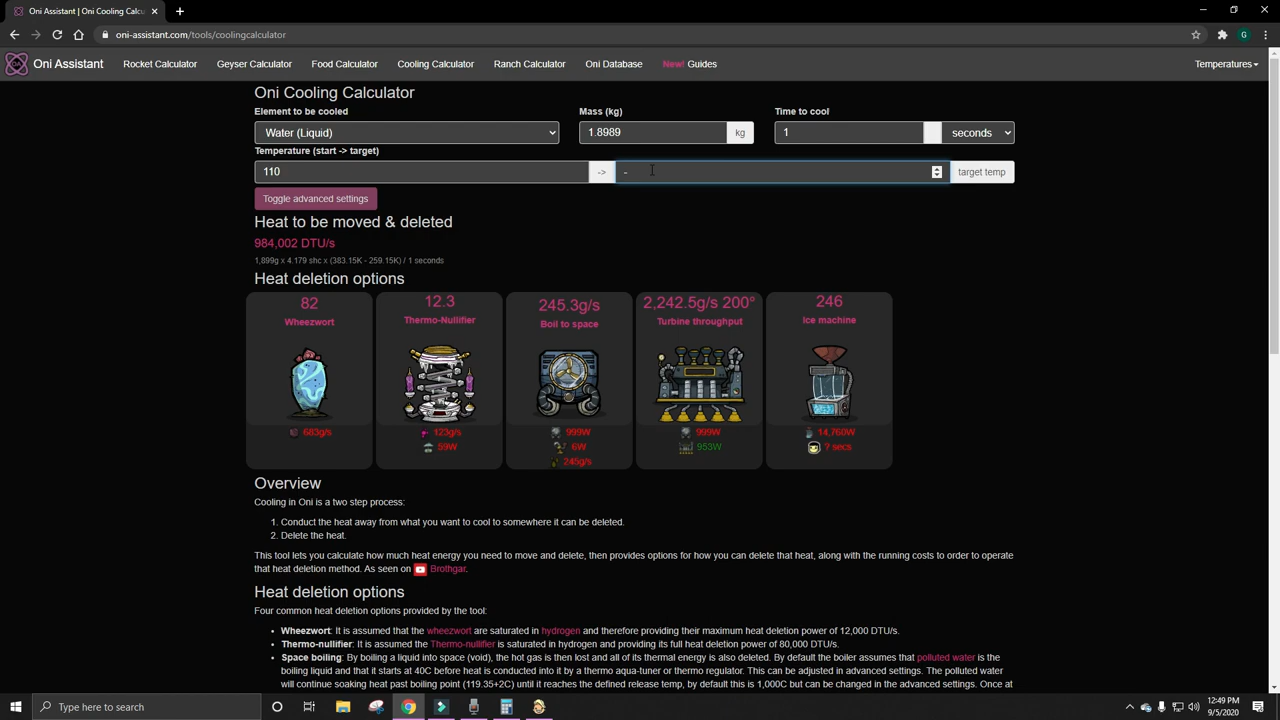 Oni Assistant | Oni Cooling Calcu
oni-assistant.com/tools/coolingcalculator
G
Oni Assistant
Rocket Calculator
Geyser Calculator
Food Calculator
Cooling Calculator
Ranch Calculator
Oni Database
New! Guides
Temperatures
Oni Cooling Calculator
Element to be cooled
Mass (kg)
Time to cool
Water (Liquid)
1.8989
kg
1
seconds
Temperature (start -> target)
110
->
-
target temp
Toggle advanced settings
Heat to be moved & deleted
984,002 DTU/s
1,899g x 4.179 shc x (383.15K - 259.15K) / 1 seconds
Heat deletion options
82
Wheezwort
683g/s
12.3
Thermo-Nullifier
123g/s
59W
245.3g/s
Boil to space
999W
6W
245g/s
2,242.5g/s 200°
Turbine throughput
999W
953W
246
Ice machine
14,760W
? secs
Overview
Cooling in Oni is a two step process:
1. Conduct the heat away from what you want to cool to somewhere it can be deleted.
2. Delete the heat.
This tool lets you calculate how much heat energy you need to move and delete, then provides options for how you can delete that heat, along with the running costs to order to operate
that heat deletion method. As seen on Brothgar.
Heat deletion options
Four common heat deletion options provided by the tool:
Wheezwort: It is assumed that the wheezwort are saturated in hydrogen and therefore providing their maximum heat deletion power of 12,000 DTU/s.
Thermo-nullifier: It is assumed the Thermo-nullifier is saturated in hydrogen and providing its full heat deletion power of 80,000 DTU/s.
Space boiling: By boiling a liquid into space (void), the hot gas is then lost and all of its thermal energy is also deleted. By default the boiler assumes that polluted water is the
boiling liquid and that it starts at 40C before heat is conducted into it by a thermo aqua-tuner or thermo regulator. This can be adjusted in advanced settings. The polluted water
will continue soaking heat past boiling point (119.35+2C) until it reaches the defined release temp, by default this is 1,000C but can be changed in the advanced settings. Once at
Type here to search
12:49 PM
9/5/2020